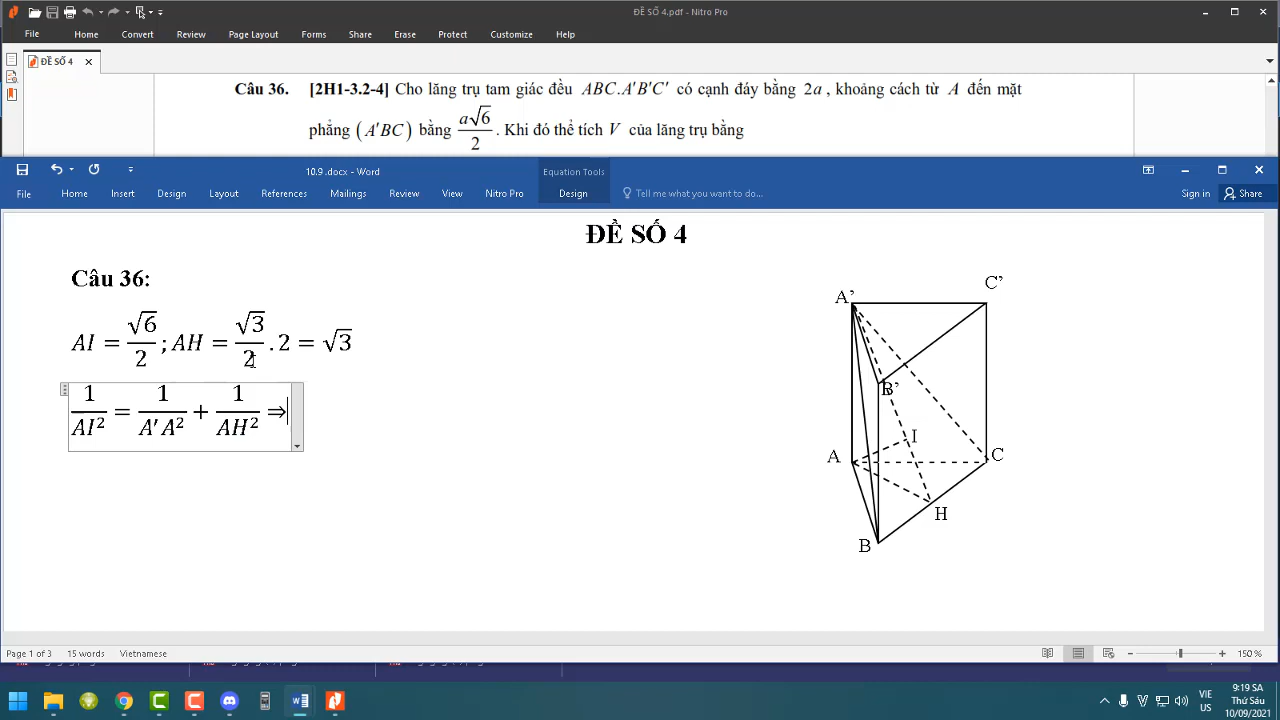 ĐỀ SỐ 4.pdf - Nitro Pro
File Home Convert Review Page Layout Forms Share Erase Protect Customize Help
ĐỀ SỐ 4
Câu 36. [2H1-3.2-4] Cho lăng trụ tam giác đều ABC.A'B'C' có cạnh đáy bằng 2a, khoảng cách từ A đến mặt
phẳng (A'BC) bằng a√6/2. Khi đó thể tích V của lăng trụ bằng
10.9 .docx - Word
Equation Tools
File Home Insert Design Layout References Mailings Review View Nitro Pro Design Tell me what you want to do... Sign in Share
ĐỀ SỐ 4
Câu 36:
AI = √6/2 ; AH = √3/2 . 2 = √3
1/AI² = 1/A'A² + 1/AH² ⇒
A’
C’
B’
I
A
C
H
B
Page 1 of 3 15 words Vietnamese 150 %
9:19 SA
VIE
Thứ Sáu
US
10/09/2021